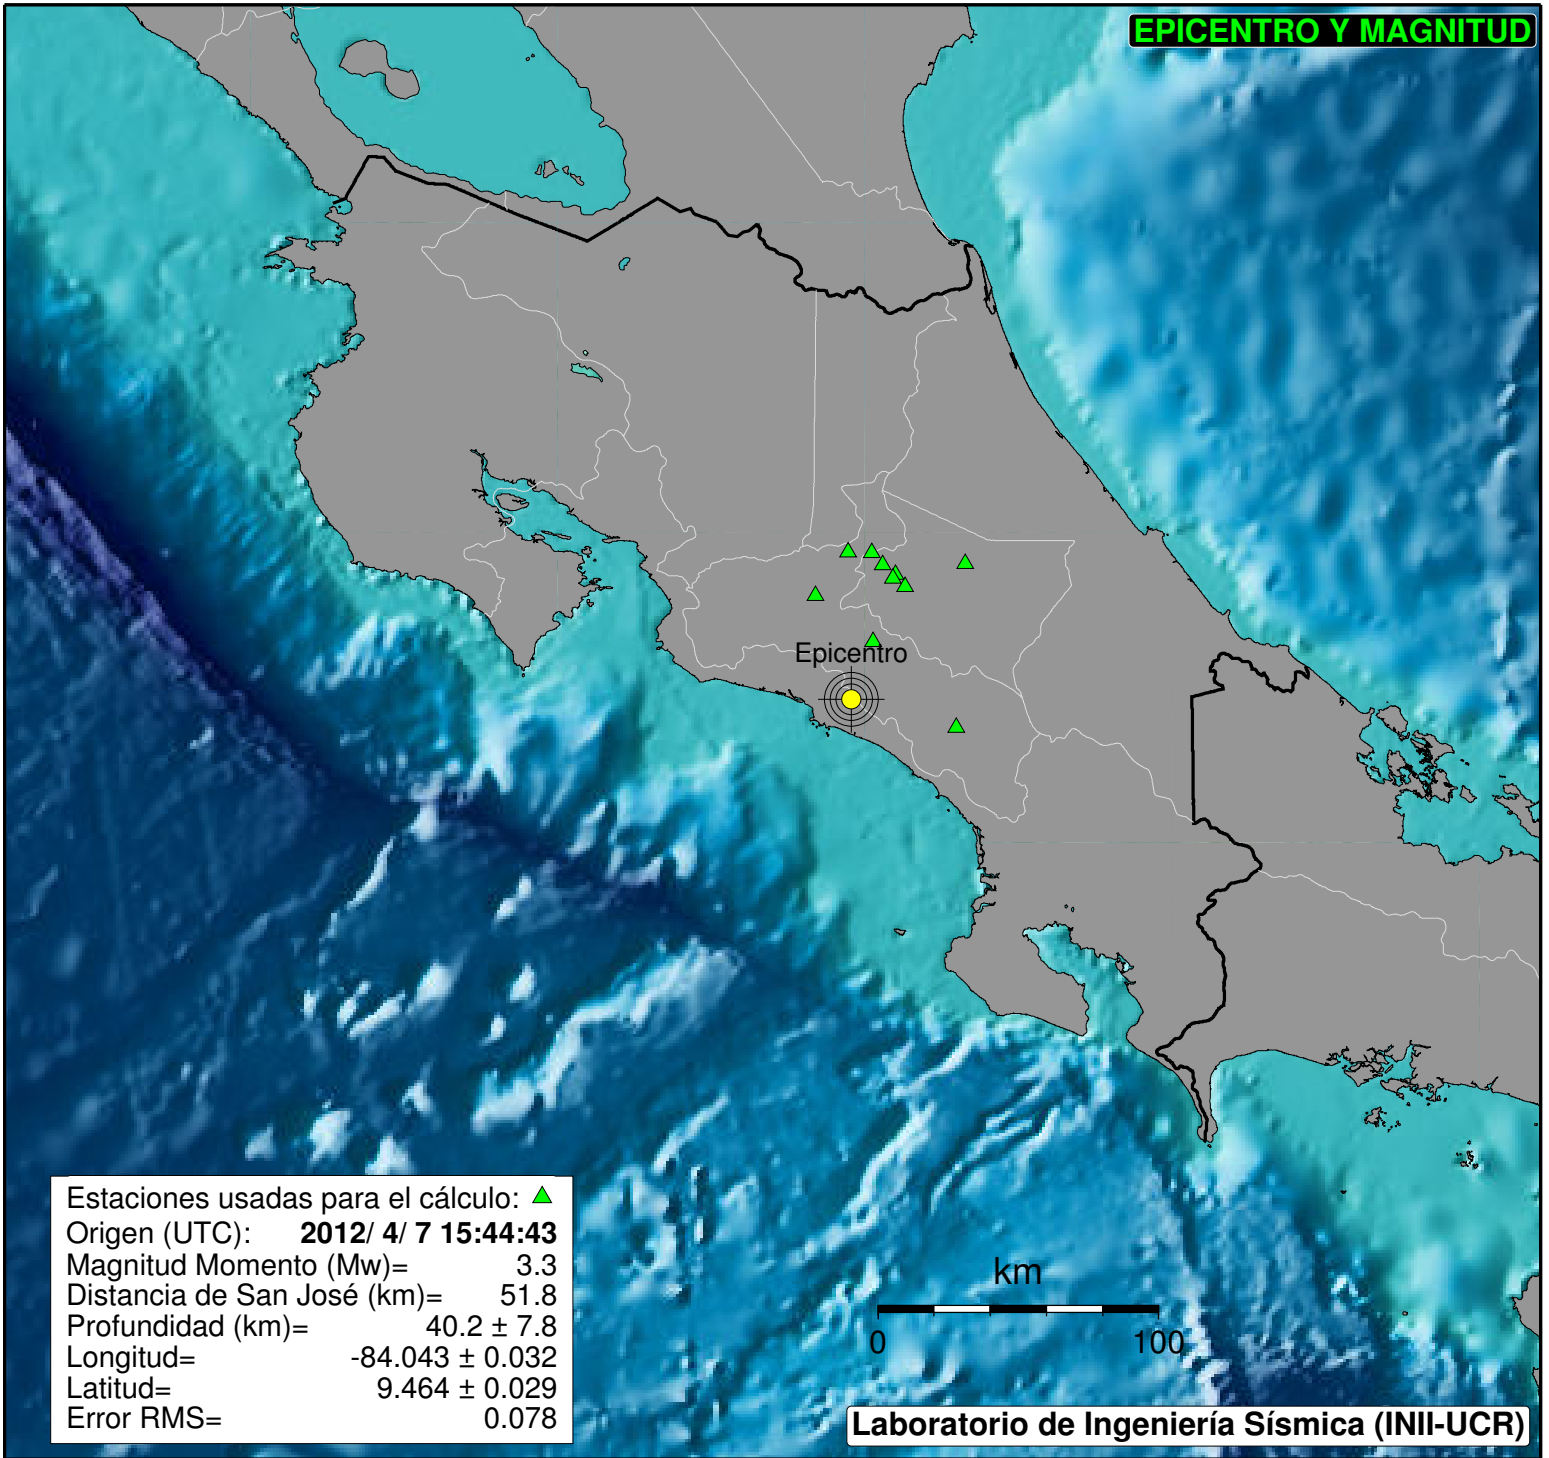 EPICENTRO Y MAGNITUD
Epicentro
Estaciones usadas para el cálculo:
Origen (UTC): 2012/ 4/ 7 15:44:43
Magnitud Momento (Mw)= 3.3
Distancia de San José (km)= 51.8
Profundidad (km)= 40.2 ± 7.8
Longitud= -84.043 ± 0.032
Latitud= 9.464 ± 0.029
Error RMS= 0.078
km
0 100
Laboratorio de Ingeniería Sísmica (INII-UCR)